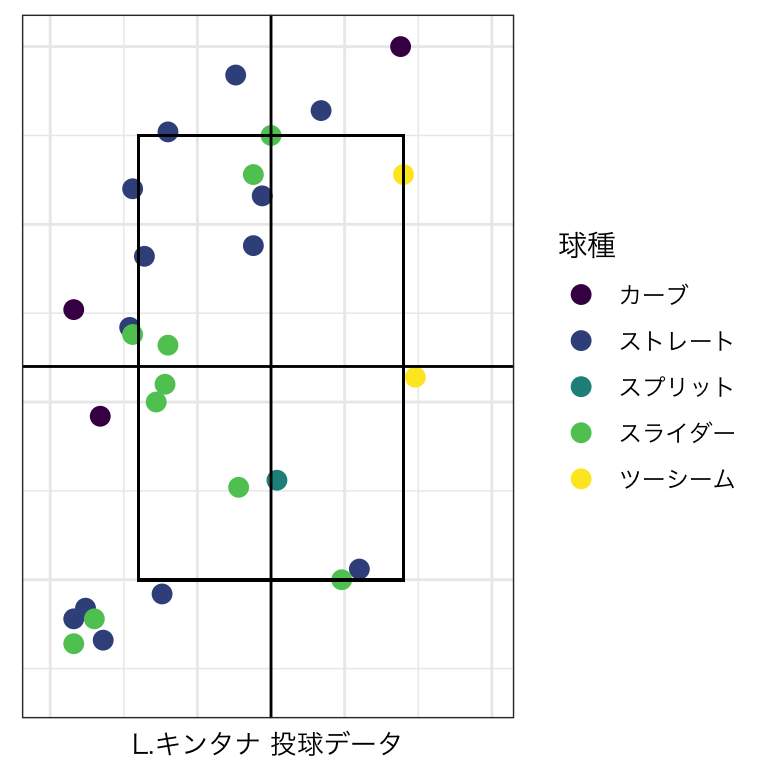 球種
カーブ
ストレート
スプリット
スライダー
ツーシーム
L.キンタナ 投球データ